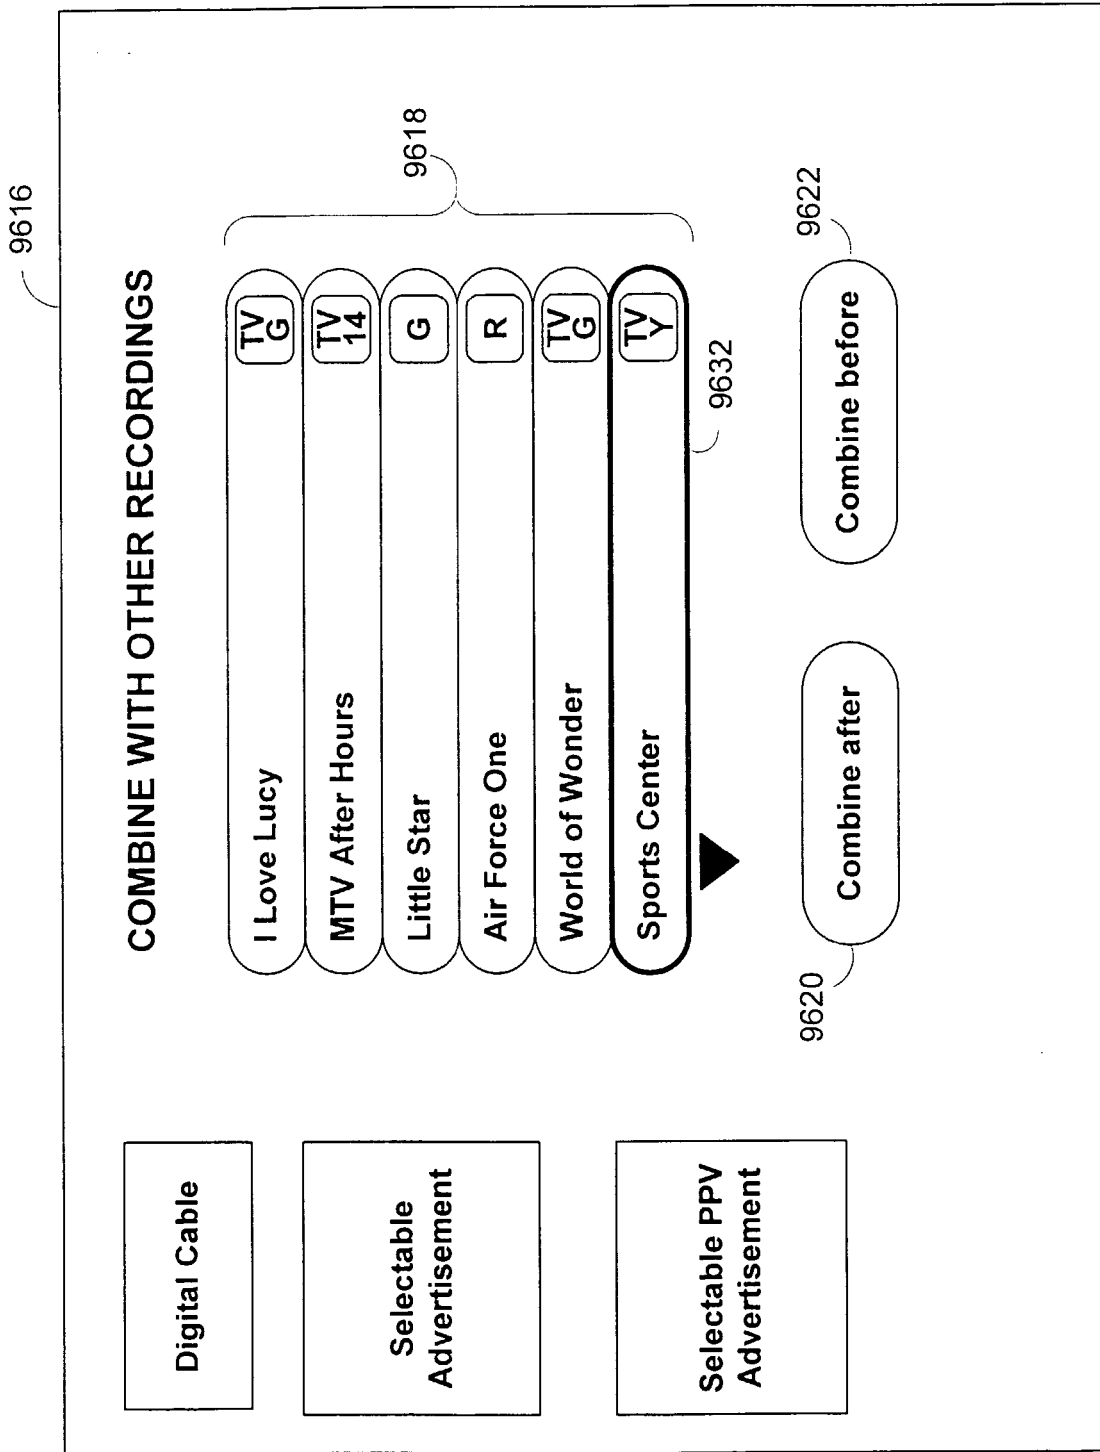 9616
COMBINE WITH OTHER RECORDINGS
Digital Cable
Selectable
Advertisement
Selectable PPV
Advertisement
I Love Lucy TV G
MTV After Hours TV 14
Little Star G
Air Force One R
World of Wonder TV G
Sports Center TV Y
9618
9632
Combine after
Combine before
9620
9622